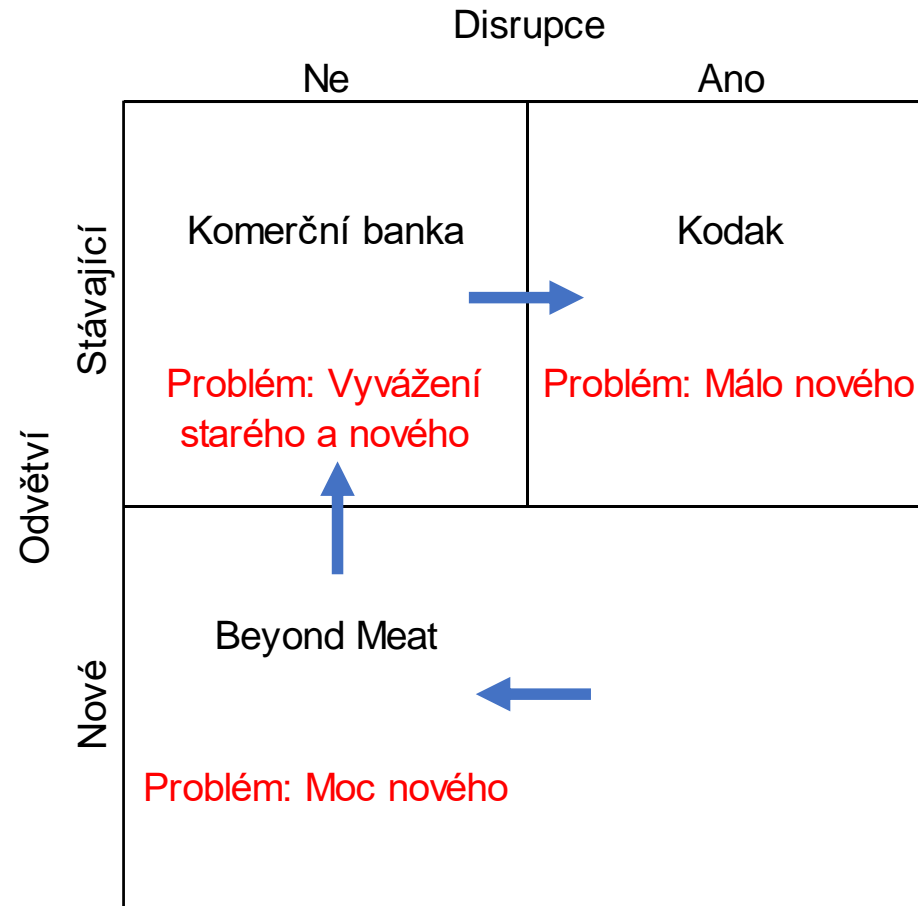 Disrupce
Ne
Ano
Odvětví
Stávající
Komerční banka
Kodak
Problém: Vyvážení
starého a nového
Problém: Málo nového
Nové
Beyond Meat
Problém: Moc nového